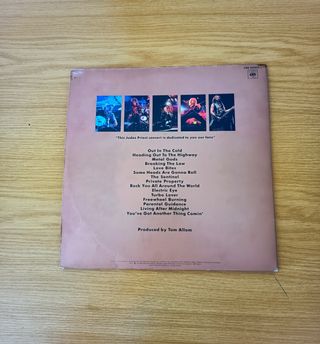 "This Judas Priest concert is dedicated to you our fans"
Out In The Cold
Heading Out To The Highway
Metal Gods
Breaking The Law
Love Bites
Some Heads Are Gonna Roll
The Sentinel
Private Property
Rock You All Around The World
Electric Eye
Turbo Lover
Freewheel Burning
Parental Guidance
Living After Midnight
You've Got Another Thing Comin'
Produced by Tom Allom